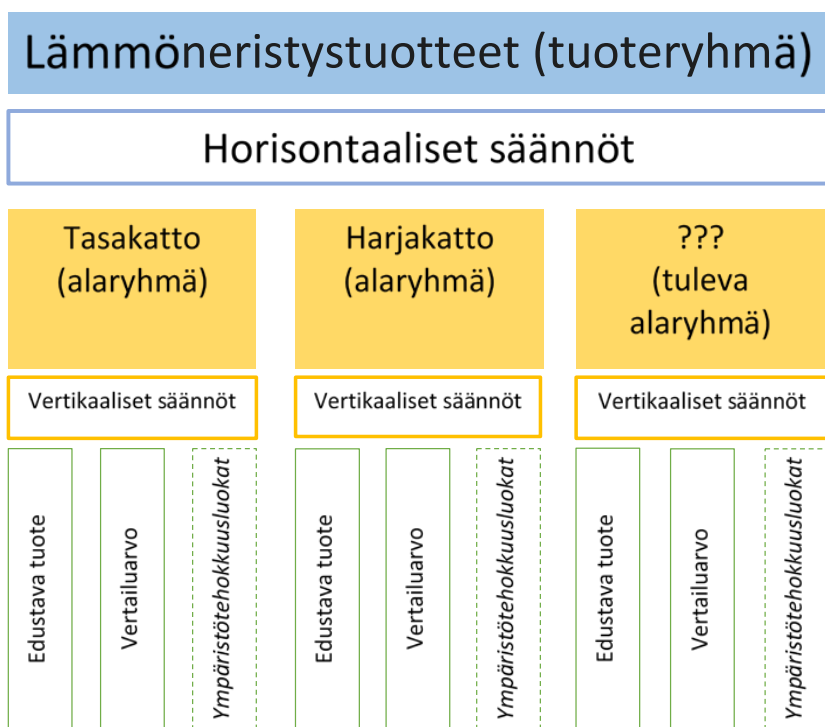 Lämmöneristystuotteet (tuoteryhmä)
Horisontaaliset säännöt
Tasakatto
(alaryhmä)
Harjakatto
(alaryhmä)
???
(tuleva
alaryhmä)
Vertikaaliset säännöt
Vertikaaliset säännöt
Vertikaaliset säännöt
Edustava tuote
Vertailuarvo
Ympäristötehokkuusluokat
Edustava tuote
Vertailuarvo
Ympäristötehokkuusluokat
Edustava tuote
Vertailuarvo
Ympäristötehokkuusluokat